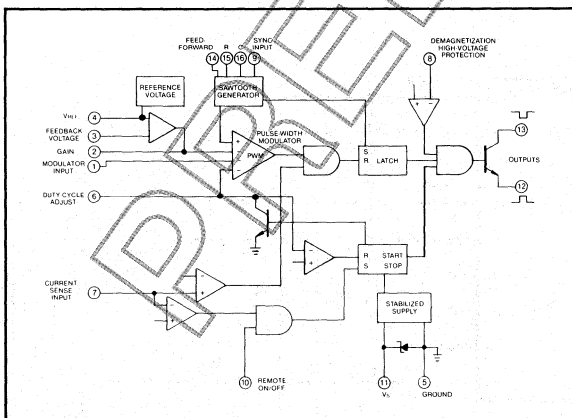 FEED-
FORWARD R C SYNC
INPUT
14 15 16 9
DEMAGNETIZATION
HIGH-VOLTAGE
PROTECTION
8
REFERENCE
VOLTAGE
SAWTOOTH
GENERATOR
VREF 4
FEEDBACK
VOLTAGE 3
GAIN 2
MODULATOR
INPUT 1
PULSE-WIDTH
MODULATOR
+
−
−
PWM
S
R LATCH
+ −
13
OUTPUTS
12
DUTY CYCLE
ADJUST 6
−
+
R START
S STOP
CURRENT
SENSE
INPUT 7
−
+
−
+
STABILIZED
SUPPLY
10 REMOTE
ON/OFF
11
VS
5
GROUND